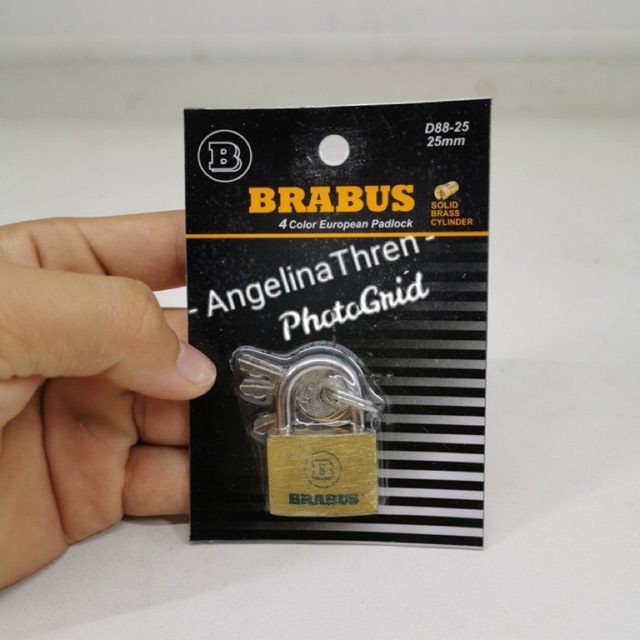 D88-25
25mm
B
BRABUS
4 Color European Padlock
SOLID
BRASS
CYLINDER
- AngelinaThren -
PhotoGrid
B
BRABUS